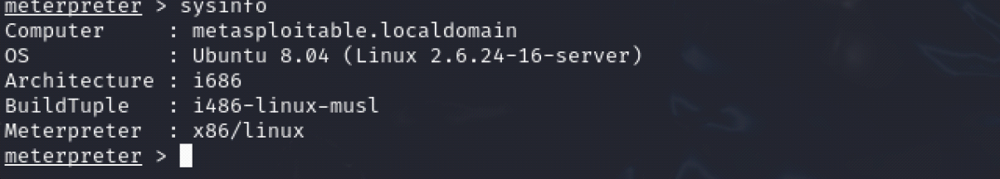 meterpreter > sysinfo
Computer : metasploitable.localdomain
OS : Ubuntu 8.04 (Linux 2.6.24-16-server)
Architecture : i686
BuildTuple : i486-linux-musl
Meterpreter : x86/linux
meterpreter >